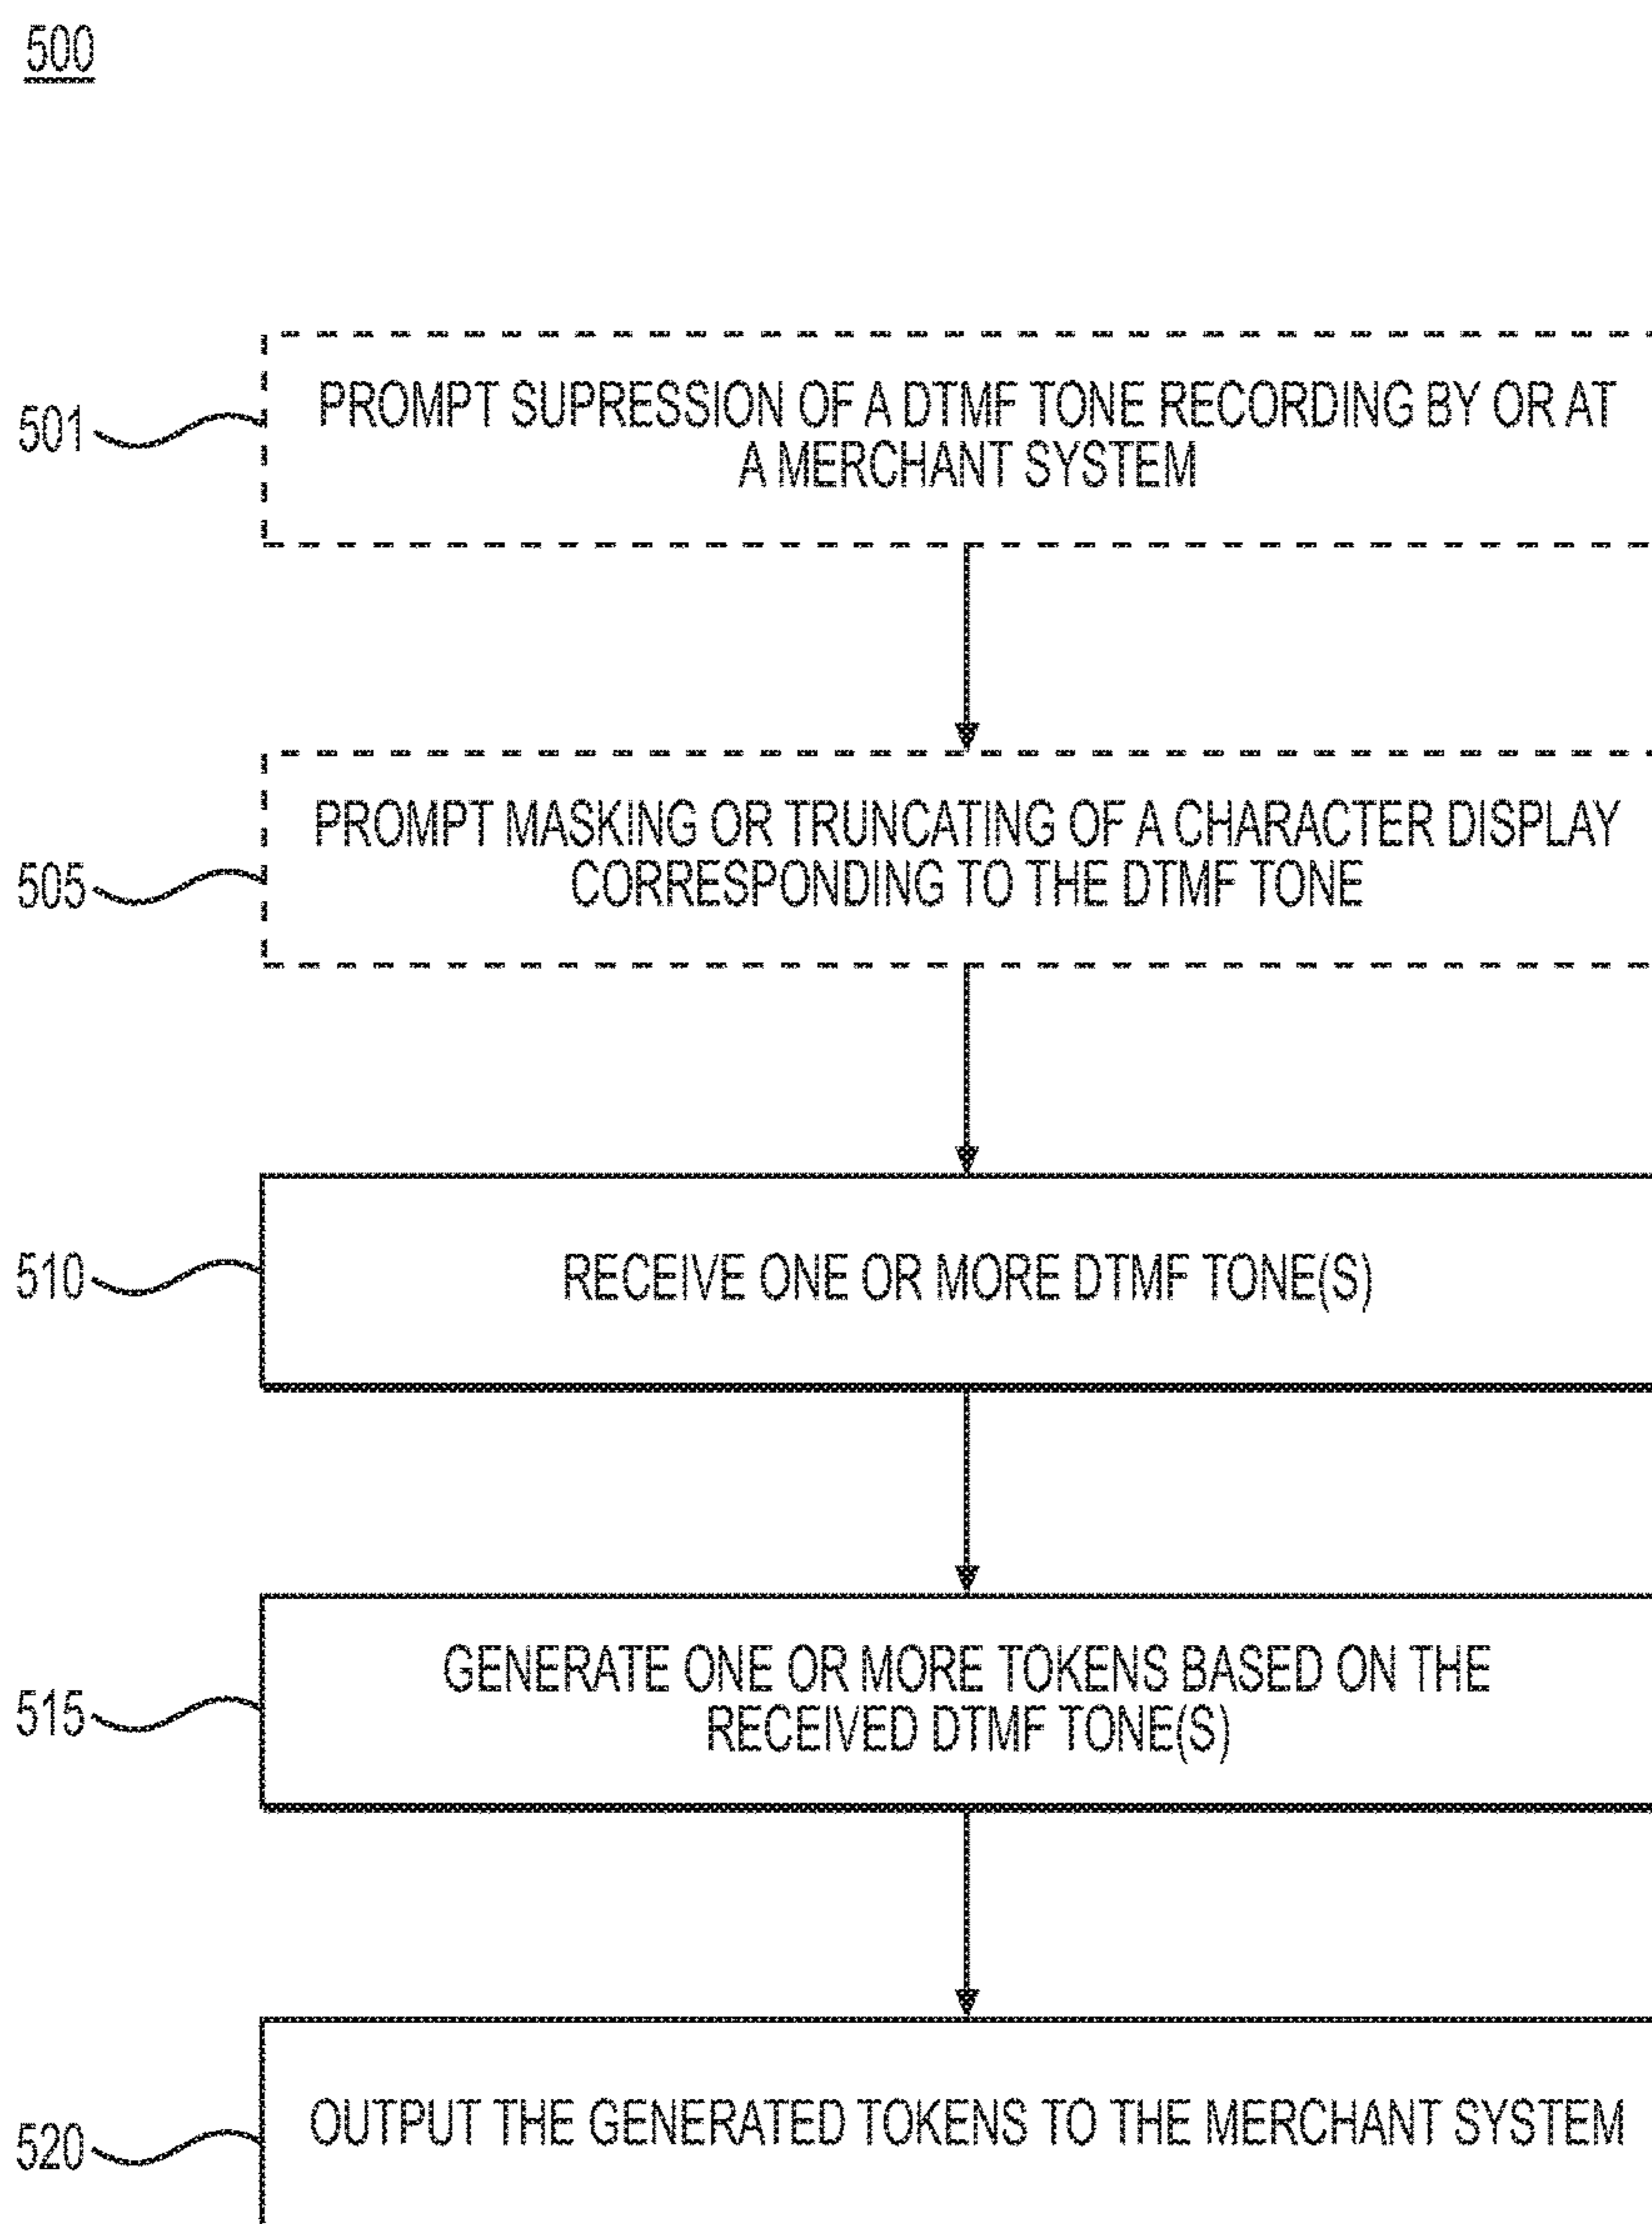 500
501
PROMPT SUPRESSION OF A DTMF TONE RECORDING BY OR AT
A MERCHANT SYSTEM
505
PROMPT MASKING OR TRUNCATING OF A CHARACTER DISPLAY
CORRESPONDING TO THE DTMF TONE
510
RECEIVE ONE OR MORE DTMF TONE(S)
515
GENERATE ONE OR MORE TOKENS BASED ON THE
RECEIVED DTMF TONE(S)
520
OUTPUT THE GENERATED TOKENS TO THE MERCHANT SYSTEM